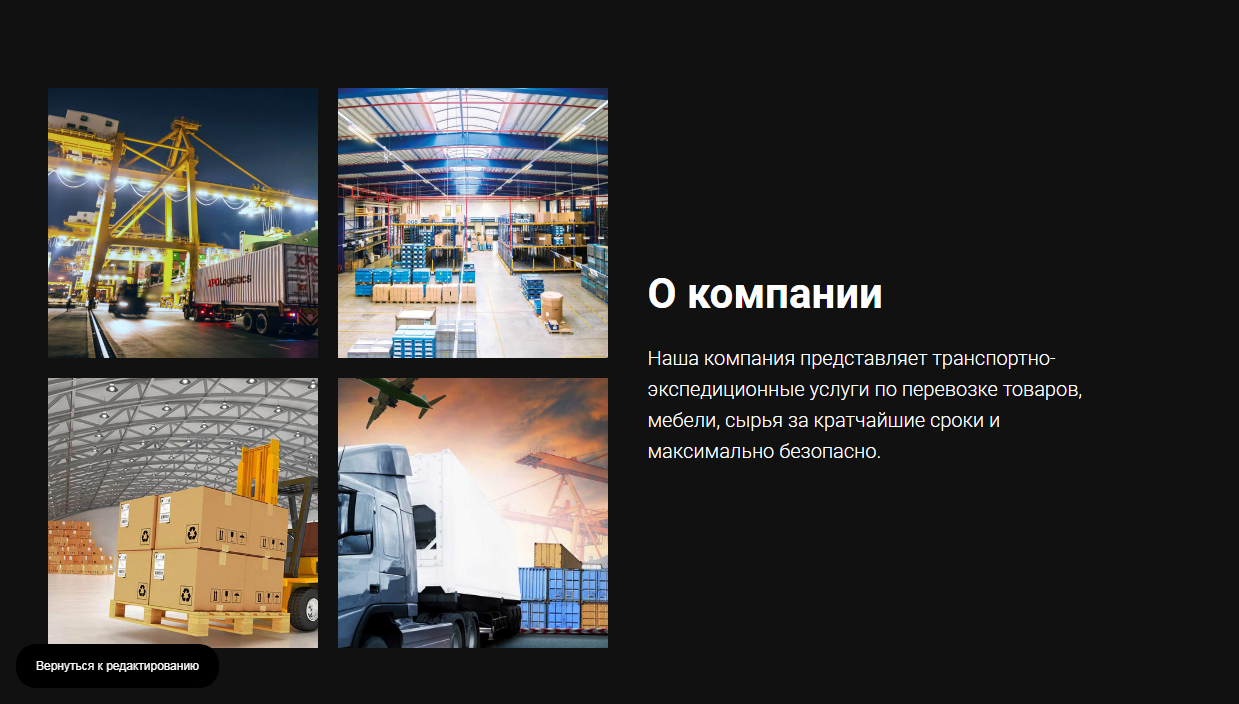 XPOLogistics
XPO
О компании
Наша компания представляет транспортно-
экспедиционные услуги по перевозке товаров,
мебели, сырья за кратчайшие сроки и
максимально безопасно.
Вернуться к редактированию